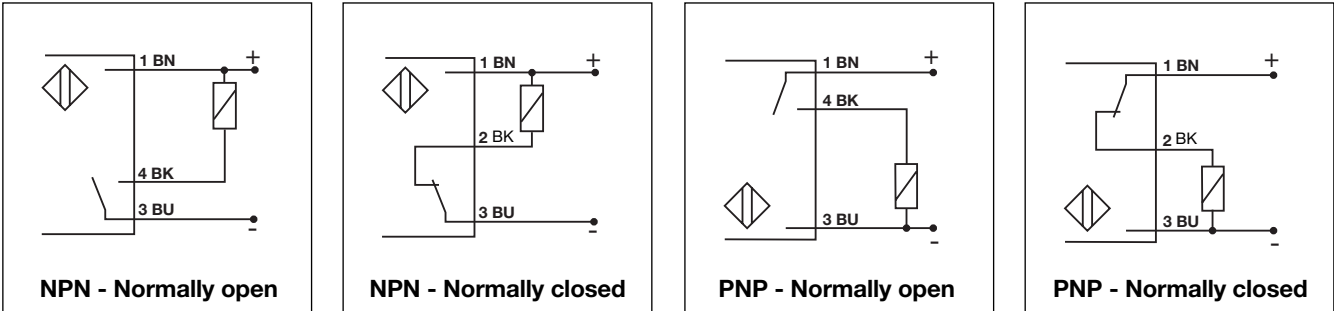 1 BN
+
4 BK
3 BU
-
NPN - Normally open
1 BN
+
2 BK
3 BU
-
NPN - Normally closed
1 BN
+
4 BK
3 BU
-
PNP - Normally open
1 BN
+
2 BK
3 BU
-
PNP - Normally closed